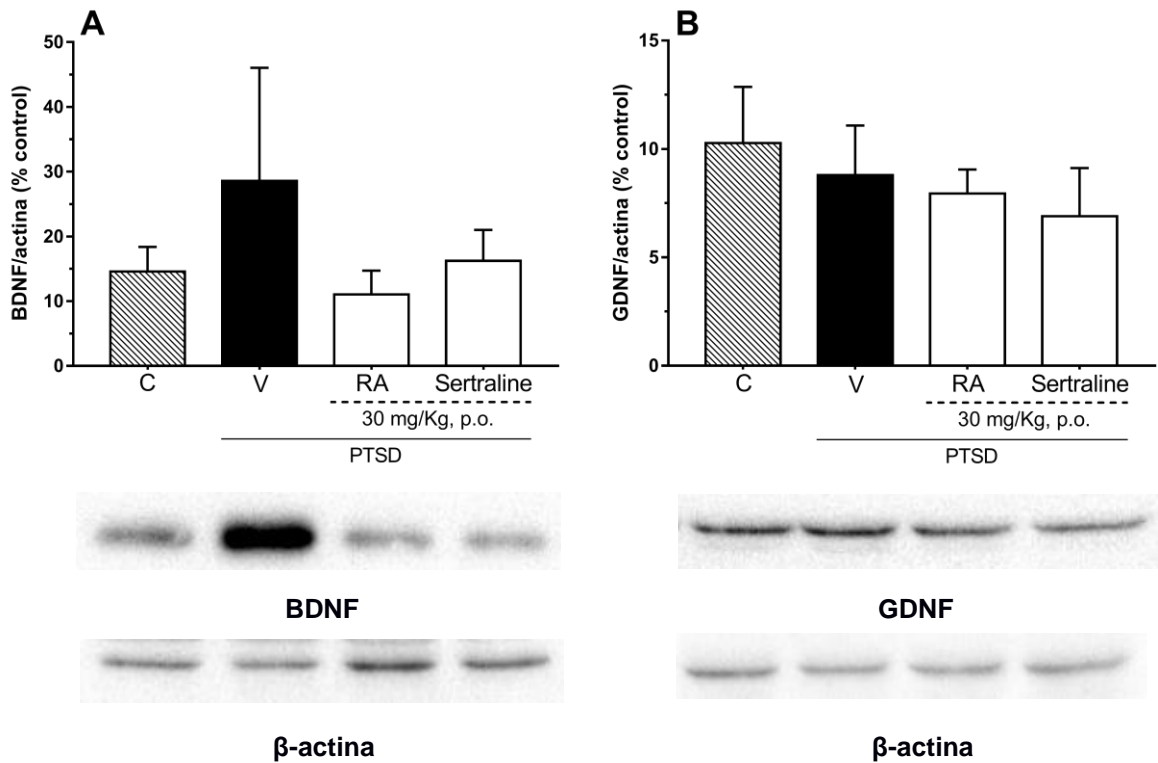 A
BDNF/actina (% control)
50
40
30
20
10
0
C V RA Sertraline
30 mg/Kg, p.o.
PTSD
BDNF
β-actina
B
GDNF/actina (% control)
15
10
5
0
C V RA Sertraline
30 mg/Kg, p.o.
PTSD
GDNF
β-actina